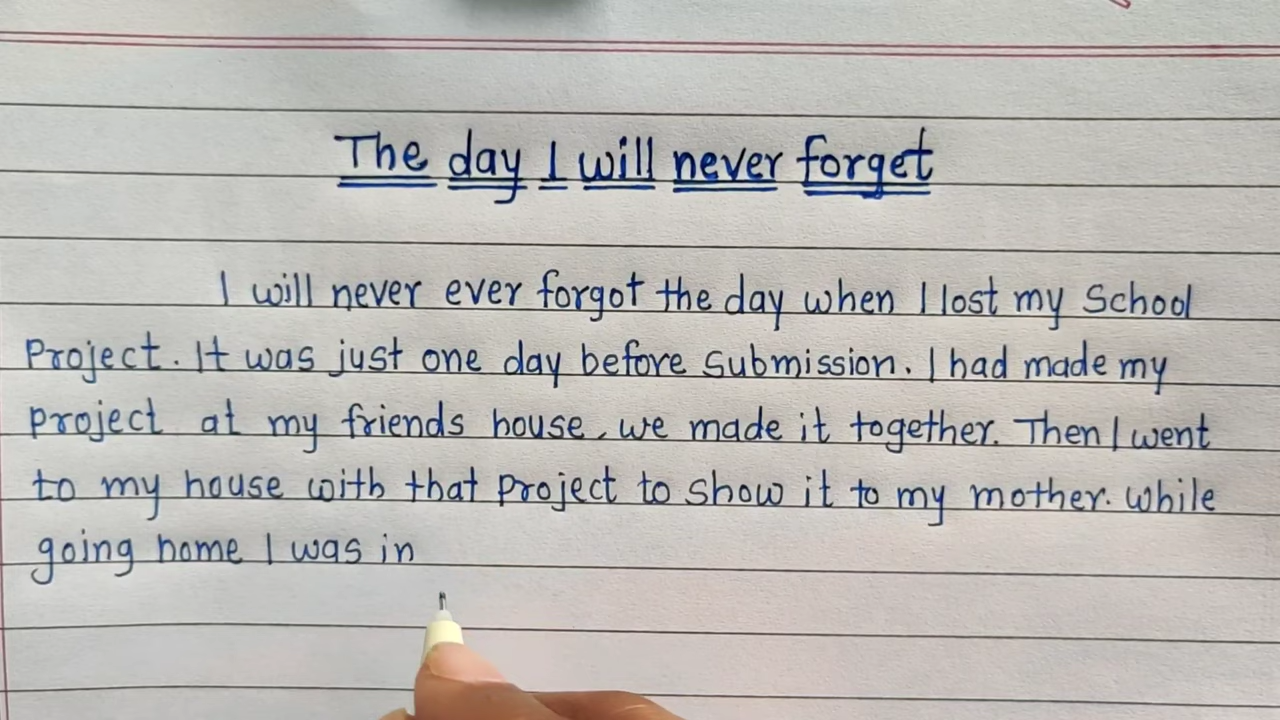 The day I will never forget
I will never ever forgot the day when I lost my School
Project. It was just one day before submission. I had made my
project at my friends house, we made it together. Then I went
to my house with that project to show it to my mother. While
going home I was in